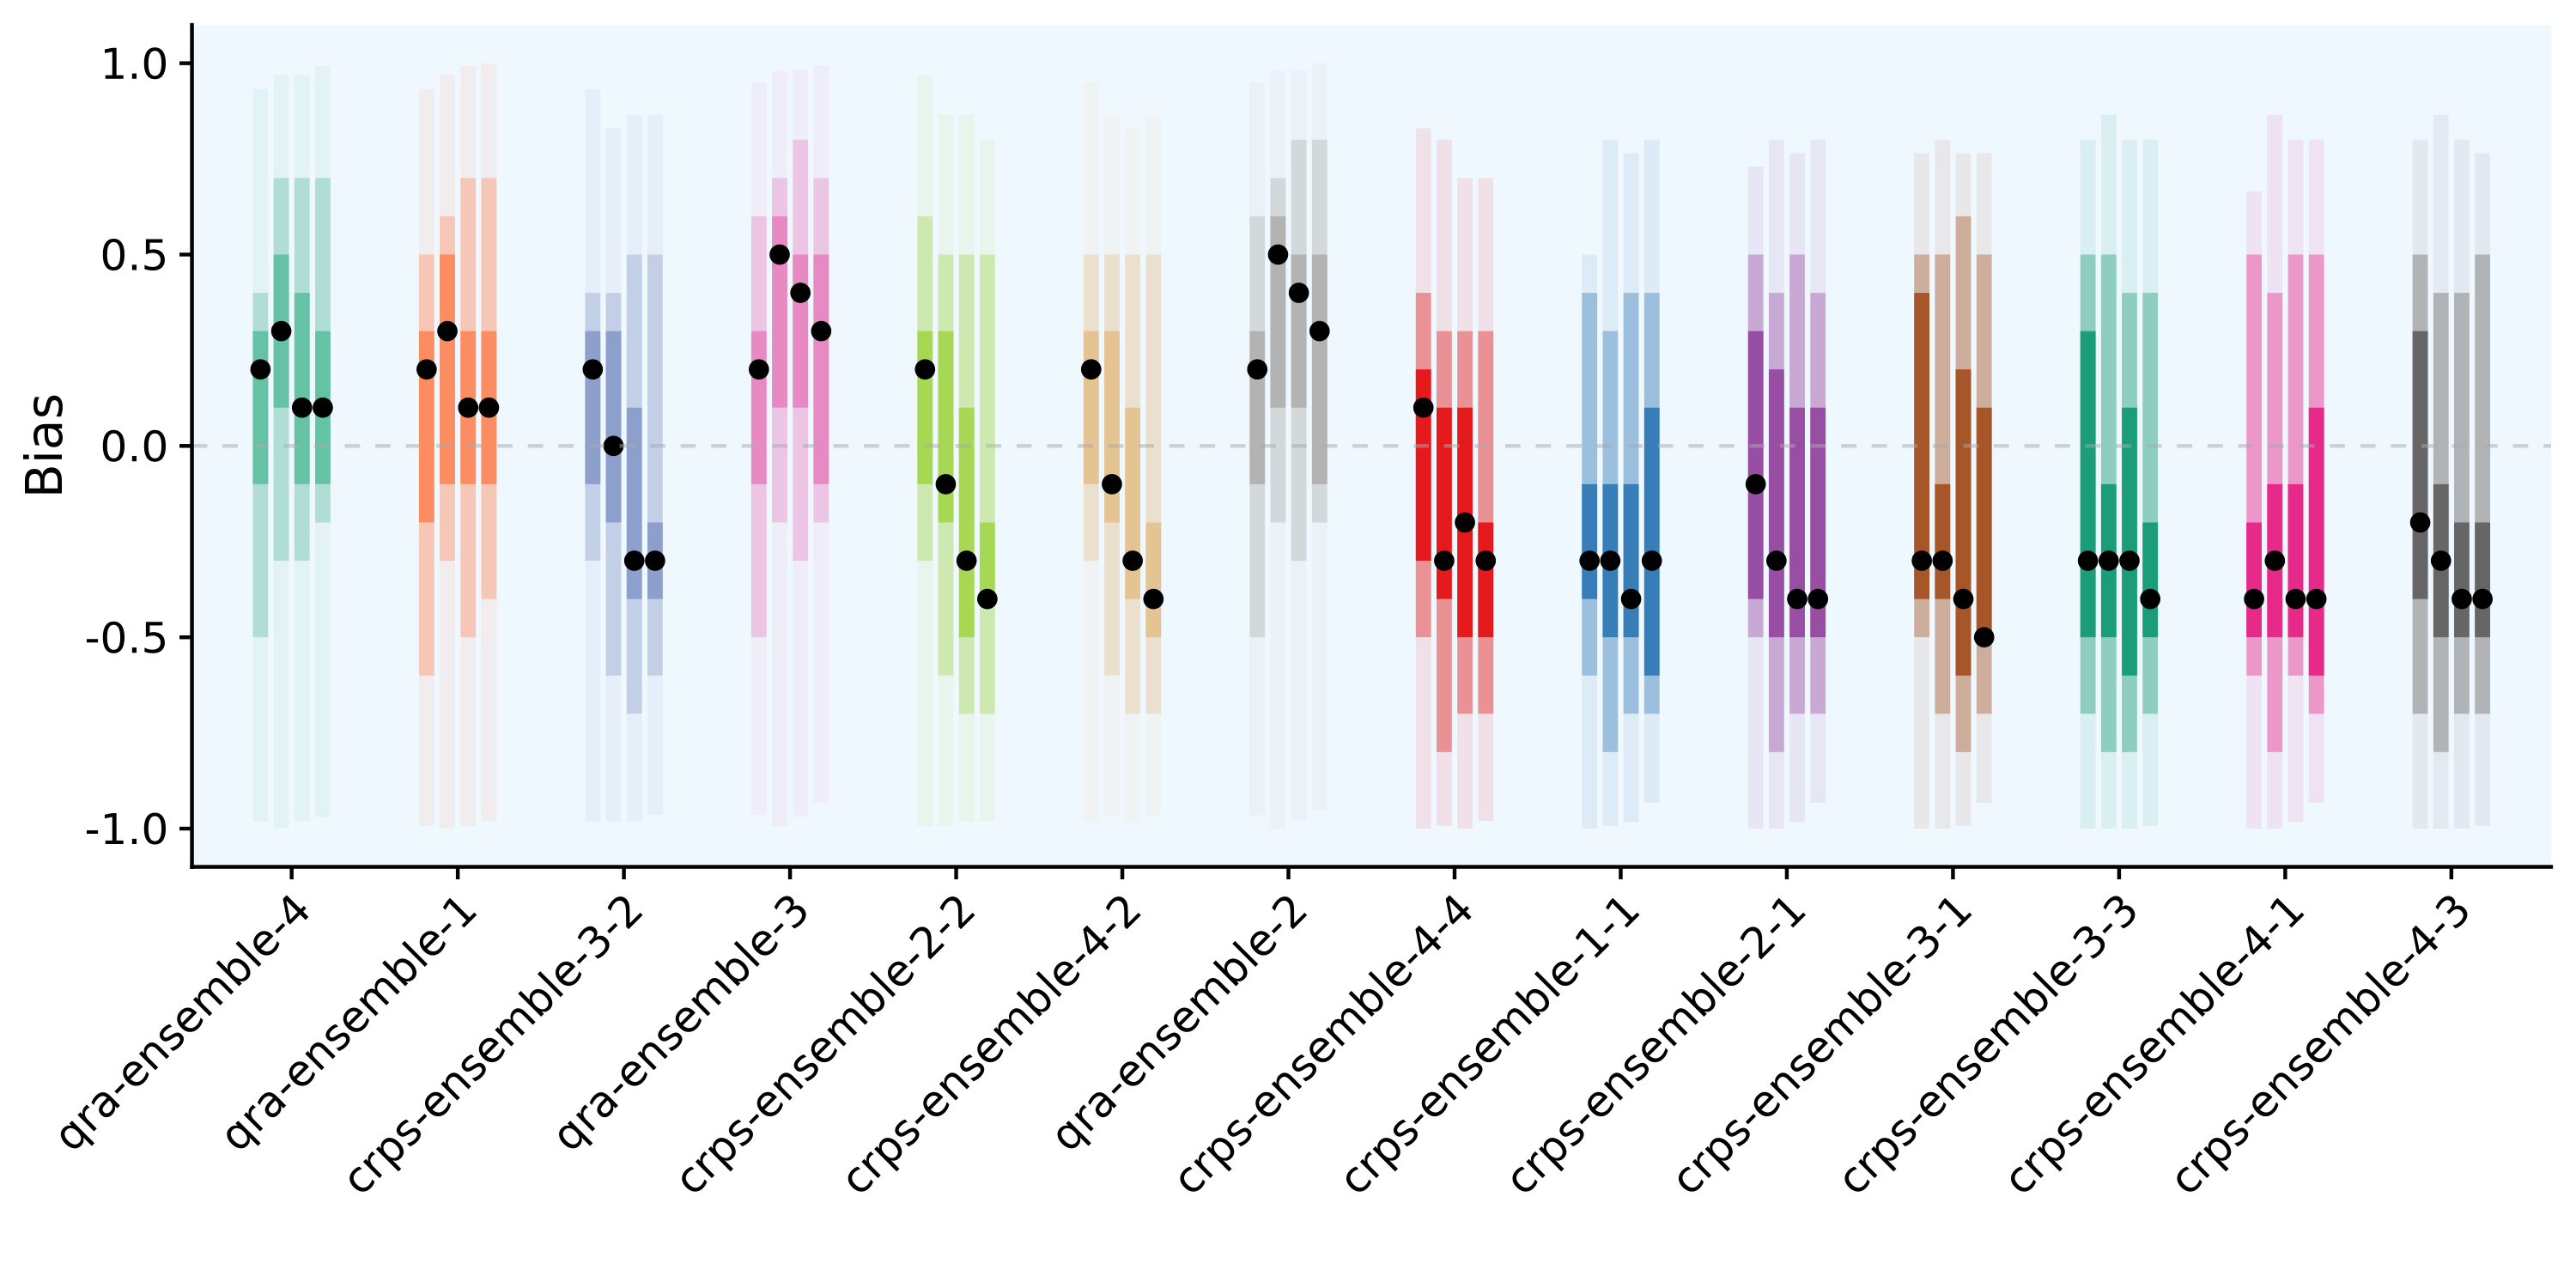 Bias
1.0
0.5
0.0
-0.5
-1.0
qra-ensemble-4
qra-ensemble-1
crps-ensemble-3-2
qra-ensemble-3
crps-ensemble-2-2
crps-ensemble-4-2
qra-ensemble-2
crps-ensemble-4-4
crps-ensemble-1-1
crps-ensemble-2-1
crps-ensemble-3-1
crps-ensemble-3-3
crps-ensemble-4-1
crps-ensemble-4-3